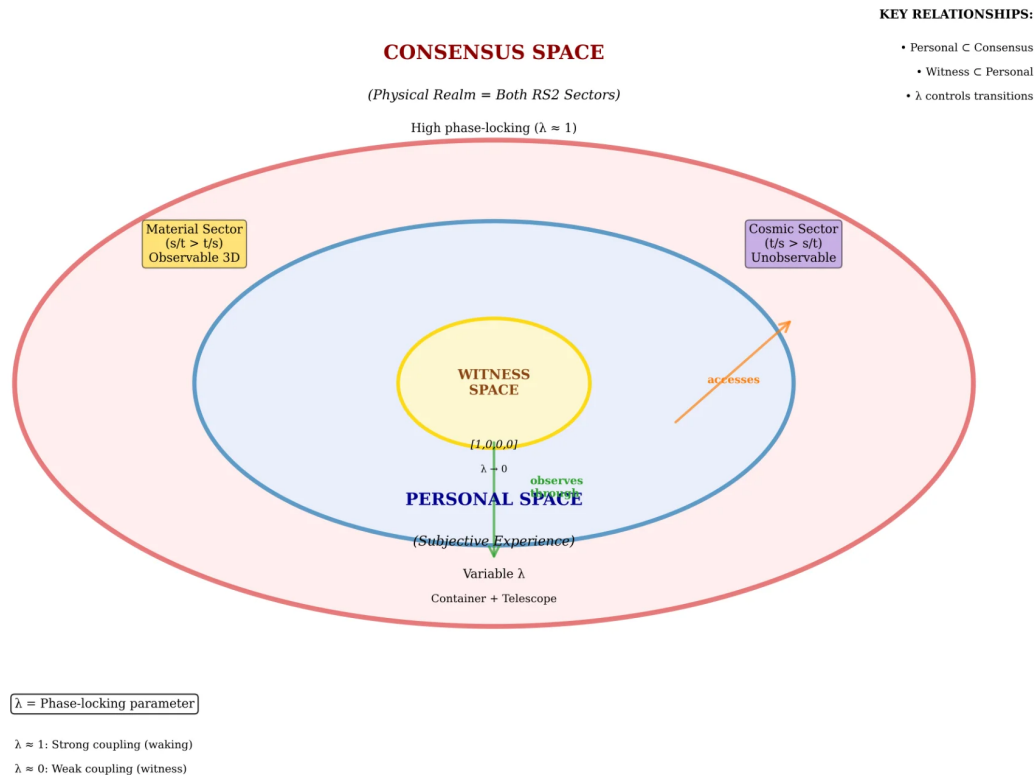 KEY RELATIONSHIPS:
• Personal ⊂ Consensus
• Witness ⊂ Personal
• λ controls transitions
CONSENSUS SPACE
(Physical Realm = Both RS2 Sectors)
High phase-locking (λ ≈ 1)
Material Sector
(s/t > t/s)
Observable 3D
Cosmic Sector
(t/s > s/t)
Unobservable
WITNESS
SPACE
accesses
[1,0,0,0]
λ → 0
observes
through
PERSONAL SPACE
(Subjective Experience)
Variable λ
Container + Telescope
λ = Phase-locking parameter
λ ≈ 1: Strong coupling (waking)
λ ≈ 0: Weak coupling (witness)